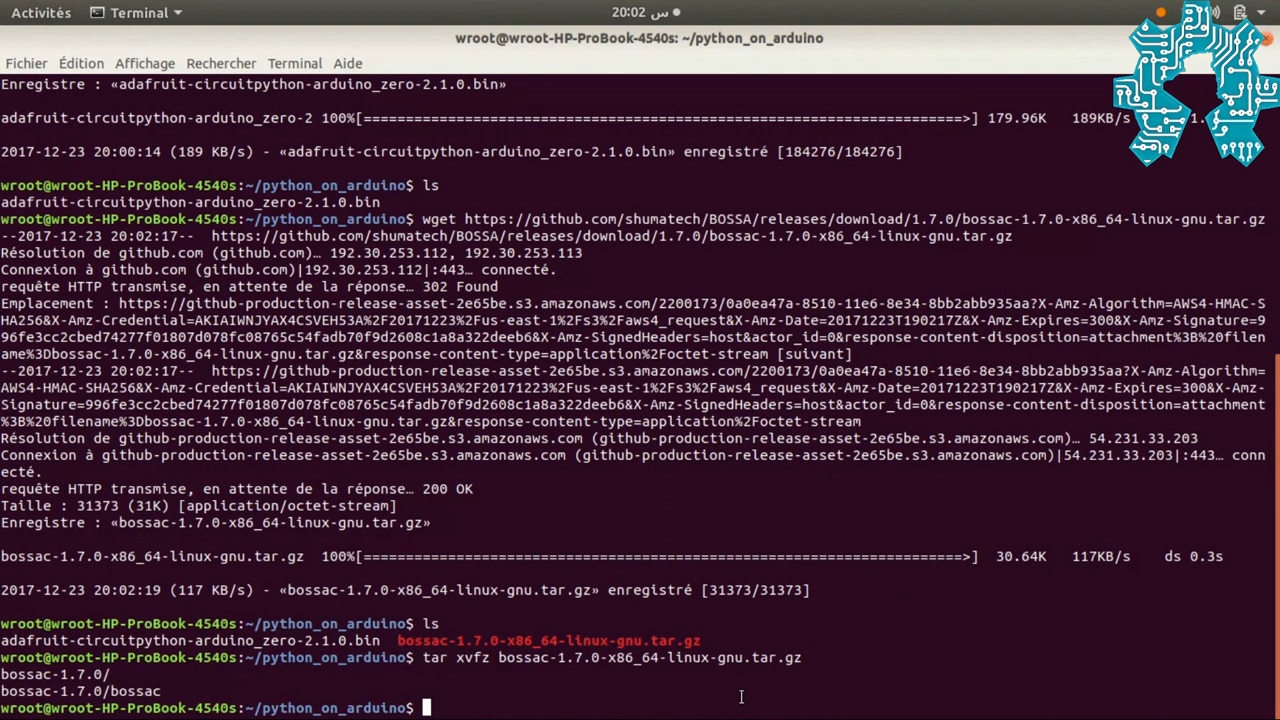 Activités Terminal س 20:02
wroot@wroot-HP-ProBook-4540s: ~/python_on_arduino
Fichier Édition Affichage Rechercher Terminal Aide
Enregistre : «adafruit-circuitpython-arduino_zero-2.1.0.bin»
adafruit-circuitpython-arduino_zero-2 100%[=======================================================================>] 179.96K 189KB/s
2017-12-23 20:00:14 (189 KB/s) - «adafruit-circuitpython-arduino_zero-2.1.0.bin» enregistré [184276/184276]
wroot@wroot-HP-ProBook-4540s:~/python_on_arduino$ ls
adafruit-circuitpython-arduino_zero-2.1.0.bin
wroot@wroot-HP-ProBook-4540s:~/python_on_arduino$ wget https://github.com/shumatech/BOSSA/releases/download/1.7.0/bossac-1.7.0-x86_64-linux-gnu.tar.gz
--2017-12-23 20:02:17-- https://github.com/shumatech/BOSSA/releases/download/1.7.0/bossac-1.7.0-x86_64-linux-gnu.tar.gz
Résolution de github.com (github.com)… 192.30.253.112, 192.30.253.113
Connexion à github.com (github.com)|192.30.253.112|:443… connecté.
requête HTTP transmise, en attente de la réponse… 302 Found
Emplacement : https://github-production-release-asset-2e65be.s3.amazonaws.com/2200173/0a0ea47a-8510-11e6-8e34-8bb2abb935aa?X-Amz-Algorithm=AWS4-HMAC-S
HA256&X-Amz-Credential=AKIAIWNJYAX4CSVEH53A%2F20171223%2Fus-east-1%2Fs3%2Faws4_request&X-Amz-Date=20171223T190217Z&X-Amz-Expires=300&X-Amz-Signature=9
96fe3cc2cbed74277f01807d078fc08765c54fadb70f9d2608c1a8a322deeb6&X-Amz-SignedHeaders=host&actor_id=0&response-content-disposition=attachment%3B%20filen
ame%3Dbossac-1.7.0-x86_64-linux-gnu.tar.gz&response-content-type=application%2Foctet-stream [suivant]
--2017-12-23 20:02:17-- https://github-production-release-asset-2e65be.s3.amazonaws.com/2200173/0a0ea47a-8510-11e6-8e34-8bb2abb935aa?X-Amz-Algorithm=
AWS4-HMAC-SHA256&X-Amz-Credential=AKIAIWNJYAX4CSVEH53A%2F20171223%2Fus-east-1%2Fs3%2Faws4_request&X-Amz-Date=20171223T190217Z&X-Amz-Expires=300&X-Amz-
Signature=996fe3cc2cbed74277f01807d078fc08765c54fadb70f9d2608c1a8a322deeb6&X-Amz-SignedHeaders=host&actor_id=0&response-content-disposition=attachment
%3B%20filename%3Dbossac-1.7.0-x86_64-linux-gnu.tar.gz&response-content-type=application%2Foctet-stream
Résolution de github-production-release-asset-2e65be.s3.amazonaws.com (github-production-release-asset-2e65be.s3.amazonaws.com)… 54.231.33.203
Connexion à github-production-release-asset-2e65be.s3.amazonaws.com (github-production-release-asset-2e65be.s3.amazonaws.com)|54.231.33.203|:443… conn
ecté.
requête HTTP transmise, en attente de la réponse… 200 OK
Taille : 31373 (31K) [application/octet-stream]
Enregistre : «bossac-1.7.0-x86_64-linux-gnu.tar.gz»
bossac-1.7.0-x86_64-linux-gnu.tar.gz 100%[=======================================================================>] 30.64K 117KB/s ds 0.3s
2017-12-23 20:02:19 (117 KB/s) - «bossac-1.7.0-x86_64-linux-gnu.tar.gz» enregistré [31373/31373]
wroot@wroot-HP-ProBook-4540s:~/python_on_arduino$ ls
adafruit-circuitpython-arduino_zero-2.1.0.bin bossac-1.7.0-x86_64-linux-gnu.tar.gz
wroot@wroot-HP-ProBook-4540s:~/python_on_arduino$ tar xvfz bossac-1.7.0-x86_64-linux-gnu.tar.gz
bossac-1.7.0/
bossac-1.7.0/bossac
wroot@wroot-HP-ProBook-4540s:~/python_on_arduino$